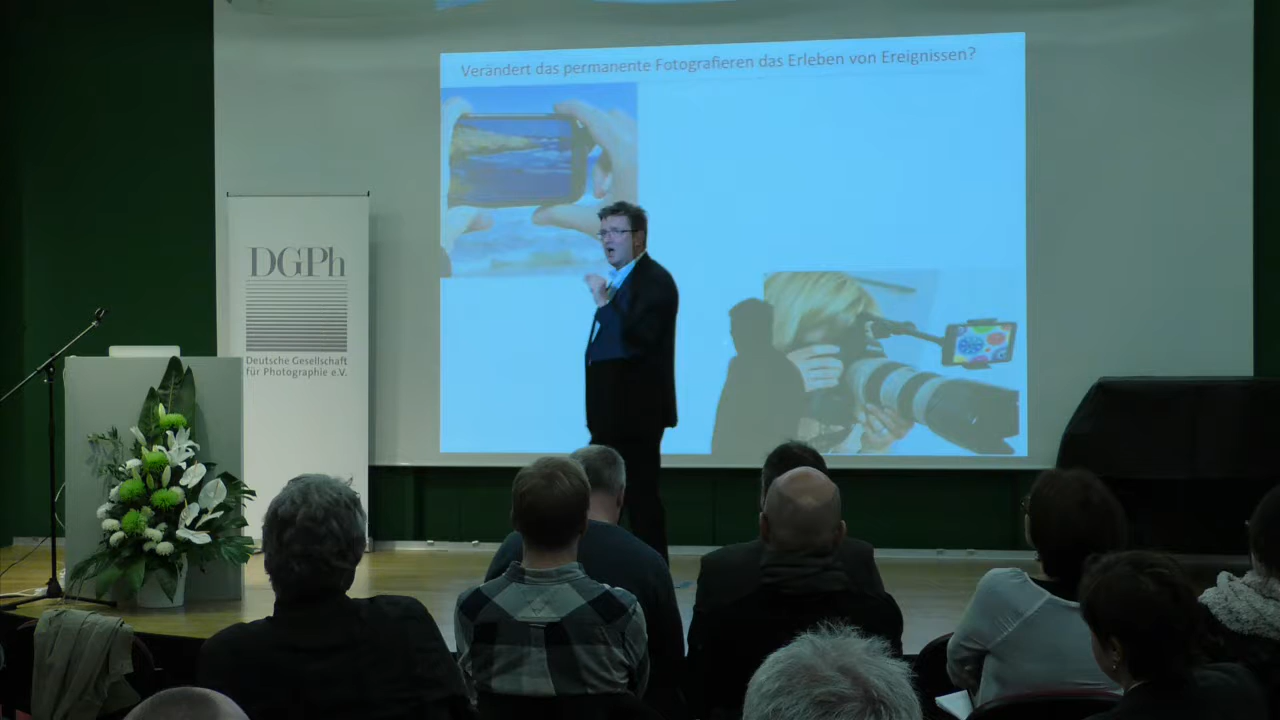 Verändert das permanente Fotografieren das Erleben von Ereignissen?
DGPh
Deutsche Gesellschaft
für Photographie e.V.